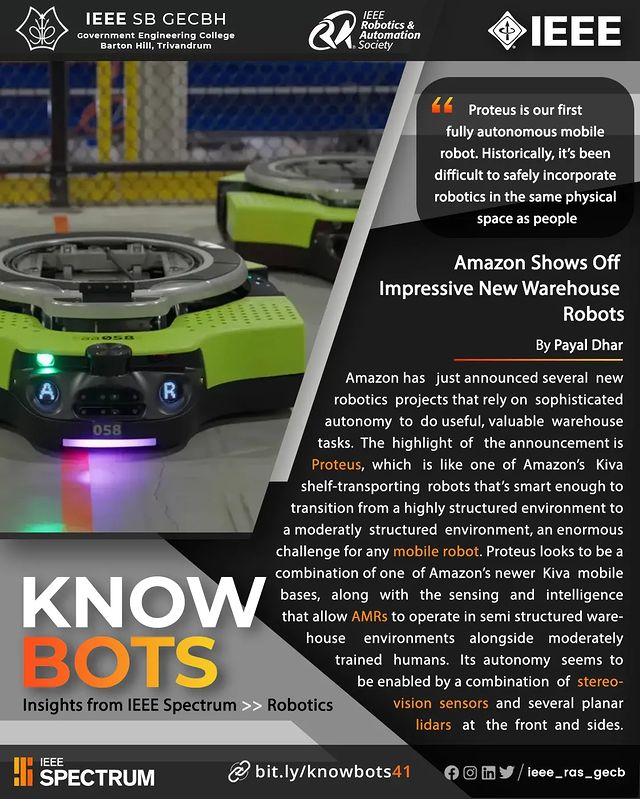 IEEE SB GECBH
Government Engineering College
Barton Hill, Trivandrum
IEEE
Robotics &
Automation
Society
RA
IEEE
“ Proteus is our first
fully autonomous mobile
robot. Historically, it's been
difficult to safely incorporate
robotics in the same physical
space as people
Amazon Shows Off
Impressive New Warehouse
Robots
By Payal Dhar
Amazon has just announced several new
robotics projects that rely on sophisticated
autonomy to do useful, valuable warehouse
tasks. The highlight of the announcement is
Proteus, which is like one of Amazon's Kiva
shelf-transporting robots that's smart enough to
transition from a highly structured environment to
a moderatly structured environment, an enormous
challenge for any mobile robot. Proteus looks to be a
combination of one of Amazon's newer Kiva mobile
bases, along with the sensing and intelligence
that allow AMRs to operate in semi structured ware-
house environments alongside moderately
trained humans. Its autonomy seems to
be enabled by a combination of stereo-
vision sensors and several planar
lidars at the front and sides.
A R
058
KNOW
BOTS
Insights from IEEE Spectrum >> Robotics
IEEE
SPECTRUM
bit.ly/knowbots41
/ieee_ras_gecb